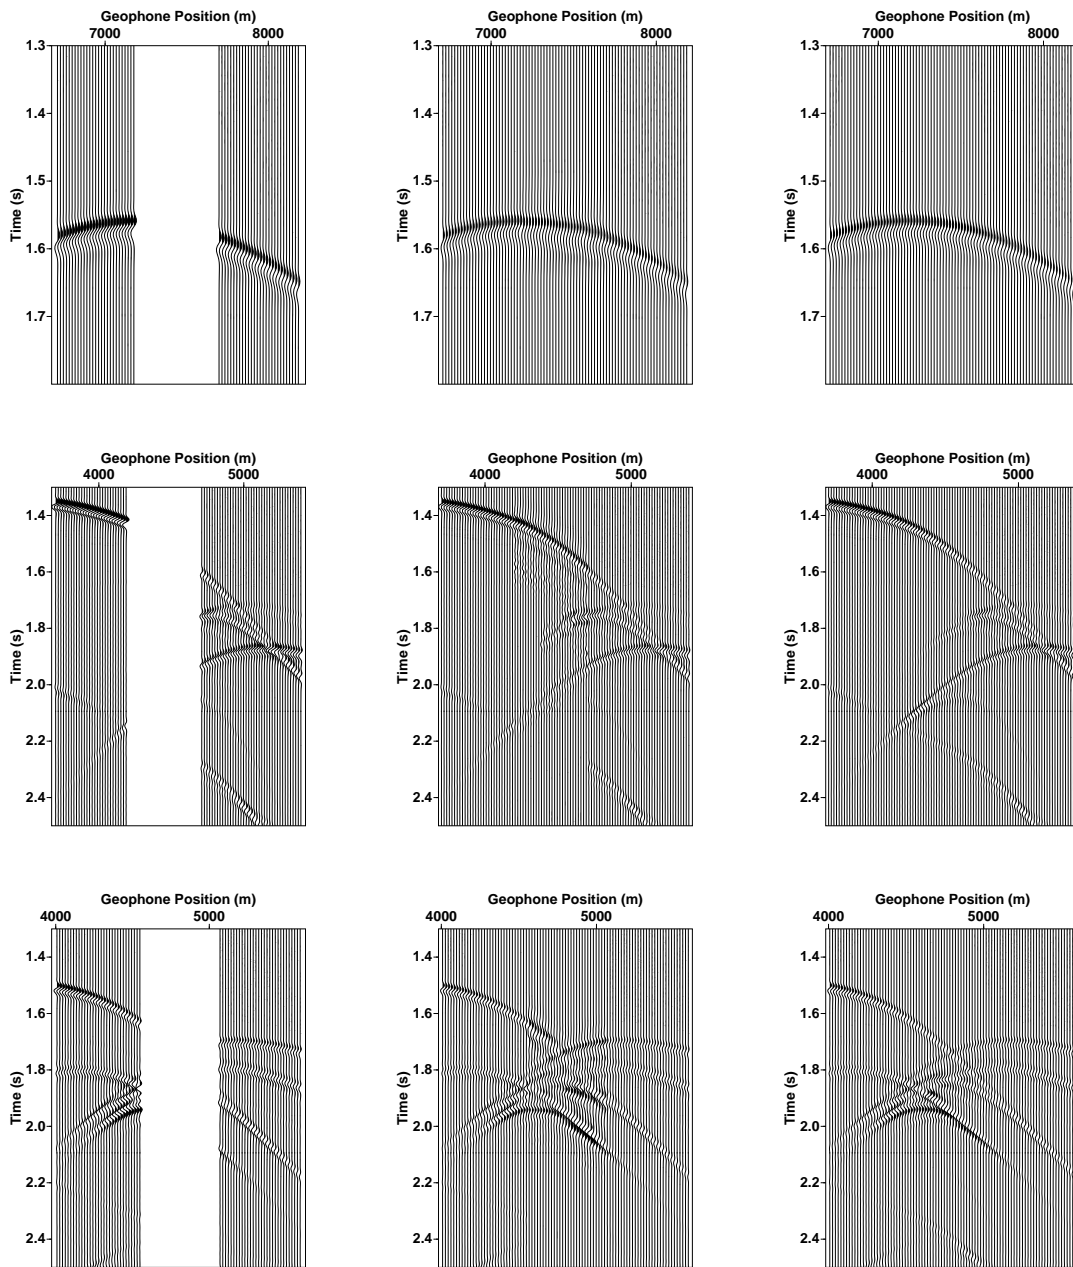 Geophone Position (m) Geophone Position (m) Geophone Position (m)
7000 8000 7000 8000 7000 8000
1.3 1.3 1.3
1.4 1.4 1.4
1.5 1.5 1.5
Time (s) Time (s) Time (s)
1.6 1.6 1.6
1.7 1.7 1.7
Geophone Position (m) Geophone Position (m) Geophone Position (m)
4000 5000 4000 5000 4000 5000
1.4 1.4 1.4
1.6 1.6 1.6
1.8 1.8 1.8
Time (s) Time (s) Time (s)
2.0 2.0 2.0
2.2 2.2 2.2
2.4 2.4 2.4
Geophone Position (m) Geophone Position (m) Geophone Position (m)
4000 5000 4000 5000 4000 5000
1.4 1.4 1.4
1.6 1.6 1.6
1.8 1.8 1.8
Time (s) Time (s) Time (s)
2.0 2.0 2.0
2.2 2.2 2.2
2.4 2.4 2.4